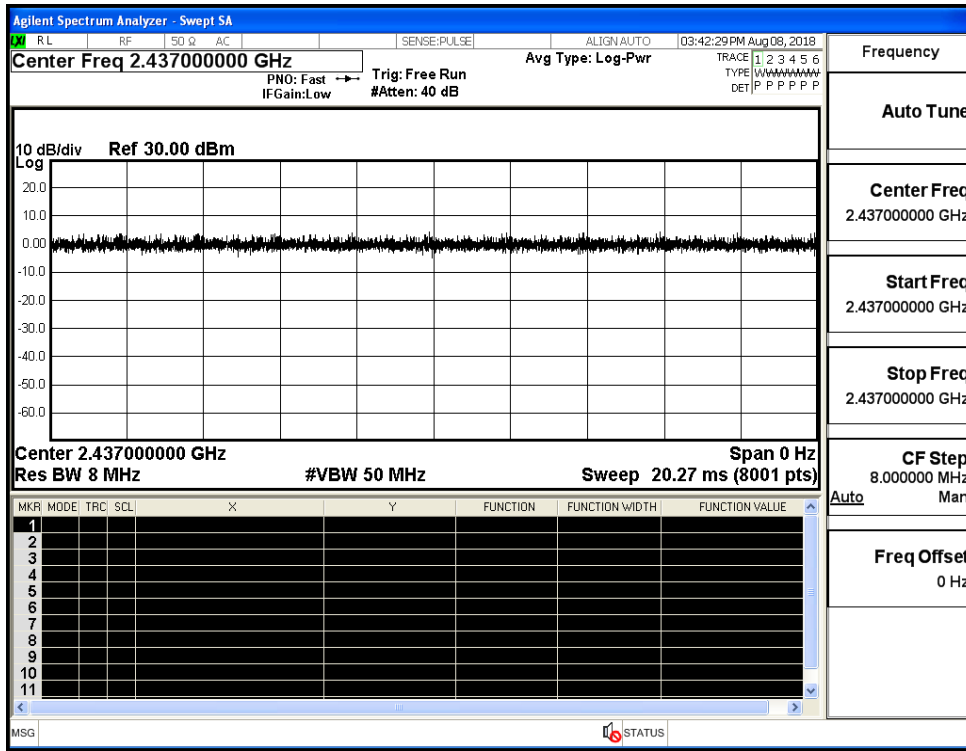 Agilent Spectrum Analyzer - Swept SA
LXI RL RF 50 Ω AC SENSE:PULSE ALIGN AUTO 03:42:29 PM Aug 08, 2018
Center Freq 2.437000000 GHz
Avg Type: Log-Pwr
TRACE 1 2 3 4 5 6
PNO: Fast
Trig: Free Run
TYPE
IFGain:Low
#Atten: 40 dB
DET P P P P P P
10 dB/div Ref 30.00 dBm
Log
20.0
10.0
0.00
-10.0
-20.0
-30.0
-40.0
-50.0
-60.0
Center 2.437000000 GHz Span 0 Hz
Res BW 8 MHz #VBW 50 MHz Sweep 20.27 ms (8001 pts)
MKR MODE TRC SCL X Y FUNCTION FUNCTION WIDTH FUNCTION VALUE
1
2
3
4
5
6
7
8
9
10
11
MSG STATUS
Frequency
Auto Tune
Center Freq
2.437000000 GHz
Start Freq
2.437000000 GHz
Stop Freq
2.437000000 GHz
CF Step
8.000000 MHz
Auto Man
Freq Offset
0 Hz